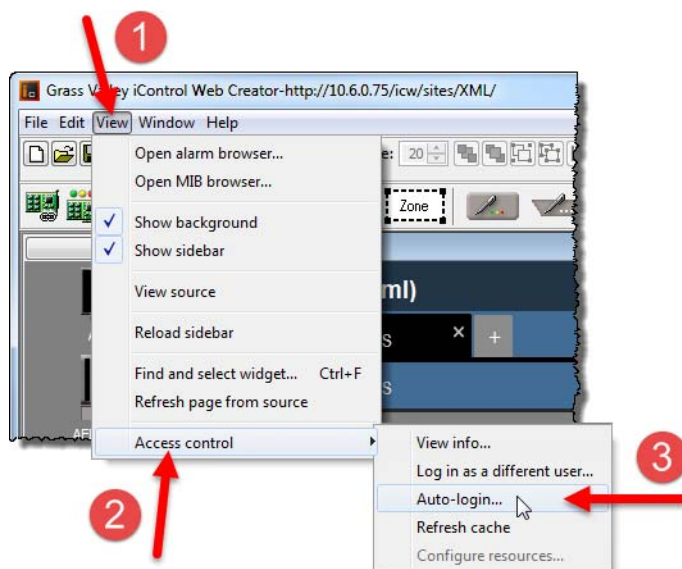 1
Grass Valley iControl Web Creator-http://10.6.0.75/icw/sites/XML/
File Edit View Window Help
Open alarm browser...
20
Open MIB browser...
Zone
Show background
Show sidebar
View source
ml)
Reload sidebar
s
×
+
Find and select widget... Ctrl+F
s
Refresh page from source
Access control
View info...
Log in as a different user...
3
Auto-login...
2
Refresh cache
Configure resources...